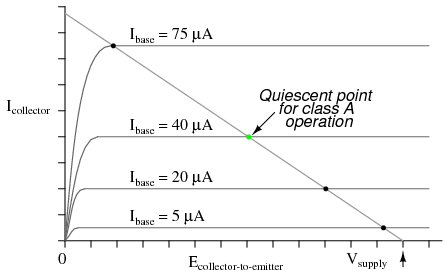 I base = 75 μA
Quiescent point
for class A
operation
I collector
I base = 40 μA
I base = 20 μA
I base = 5 μA
0
E collector-to-emitter
V supply